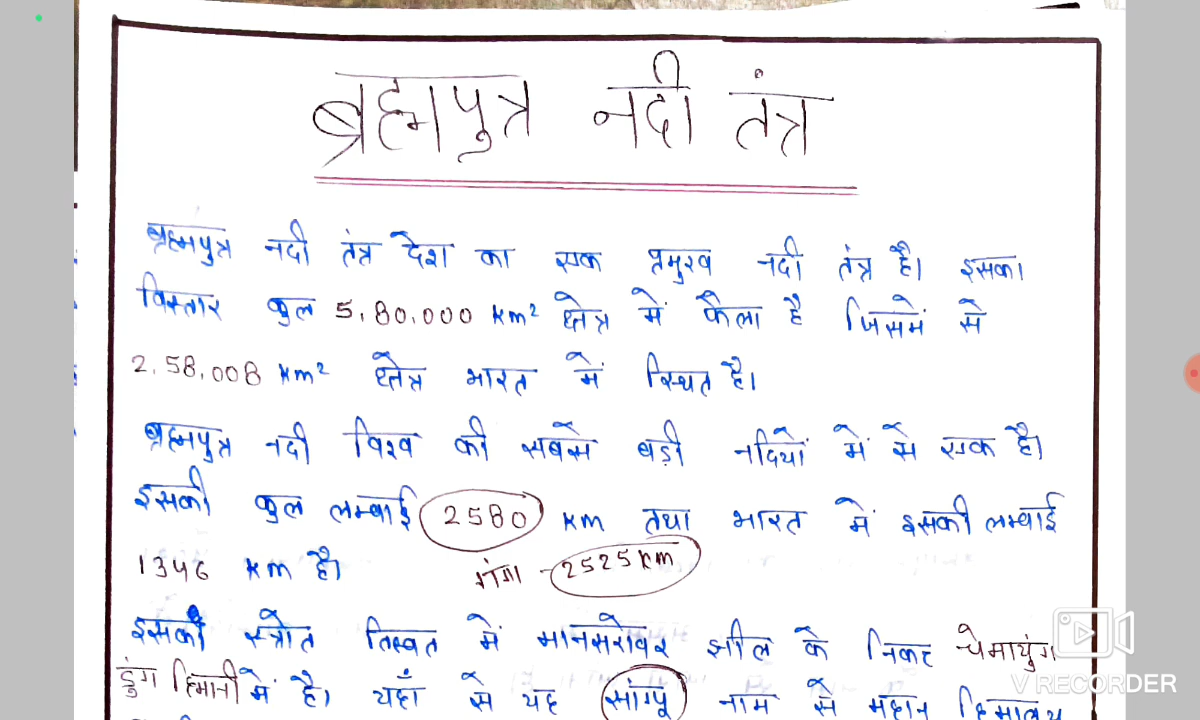 ब्रह्मपुत्र नदी तंत्र
ब्रह्मपुत्र नदी तंत्र देश का एक प्रमुख नदी तंत्र है। इसका
विस्तार कुल 5,80,000 Km² क्षेत्र में फैला है जिसमें से
2,58,008 Km² क्षेत्र भारत में स्थित है।
ब्रह्मपुत्र नदी विश्व की सबसे बड़ी नदियों में से एक है।
इसकी कुल लम्बाई 2580 Km तथा भारत में इसकी लम्बाई
1346 Km है। गंगा - 2525 Km
इसका स्त्रोत तिब्बत में मानसरोवर झील के निकट चेमायुंग
डुंग हिमानी में है। यहाँ से यह सांग्पू नाम से महान हिमालय
V RECORDER